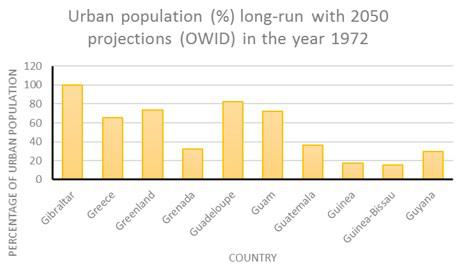 Urban population (%) long-run with 2050
projections (OWID) in the year 1972
PERCENTAGE OF URBAN POPULATION
120
100
80
60
40
20
0
Gibraltar
Greece
Greenland
Grenada
Guadeloupe
Guam
Guatemala
Guinea
Guinea-Bissau
Guyana
COUNTRY